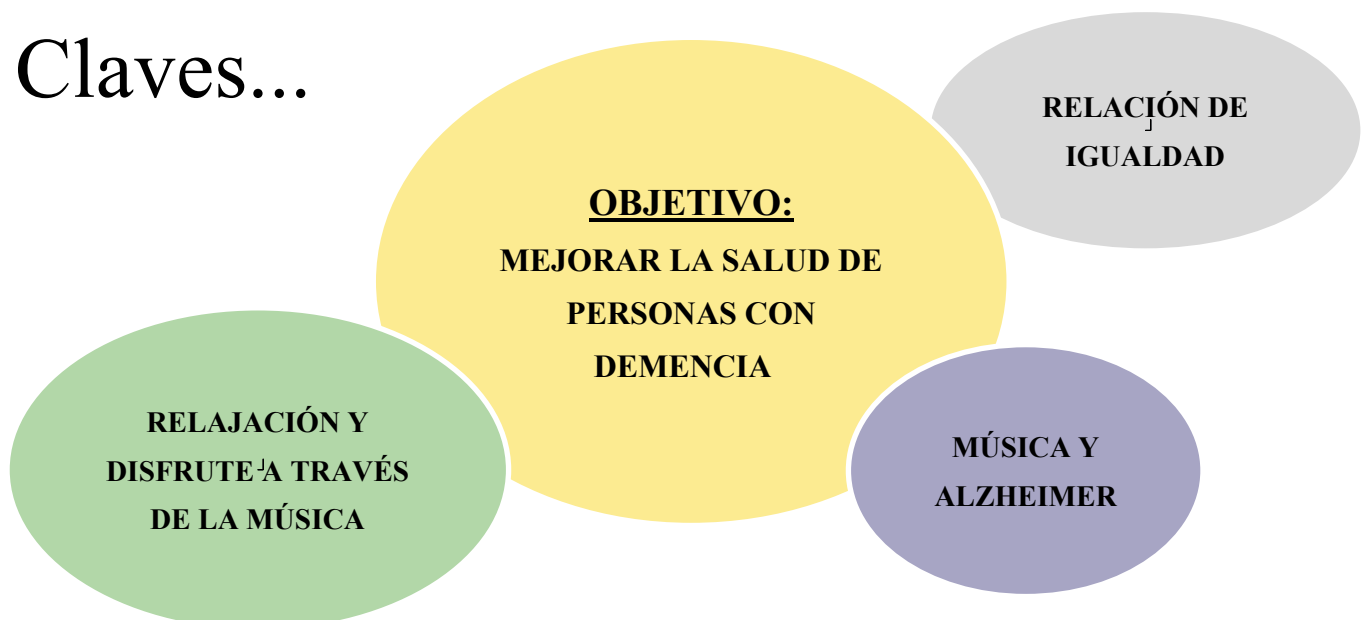 Claves...
RELACIÓN DE
IGUALDAD
OBJETIVO:
MEJORAR LA SALUD DE
PERSONAS CON
DEMENCIA
RELAJACIÓN Y
DISFRUTE A TRAVÉS
DE LA MÚSICA
MÚSICA Y
ALZHEIMER